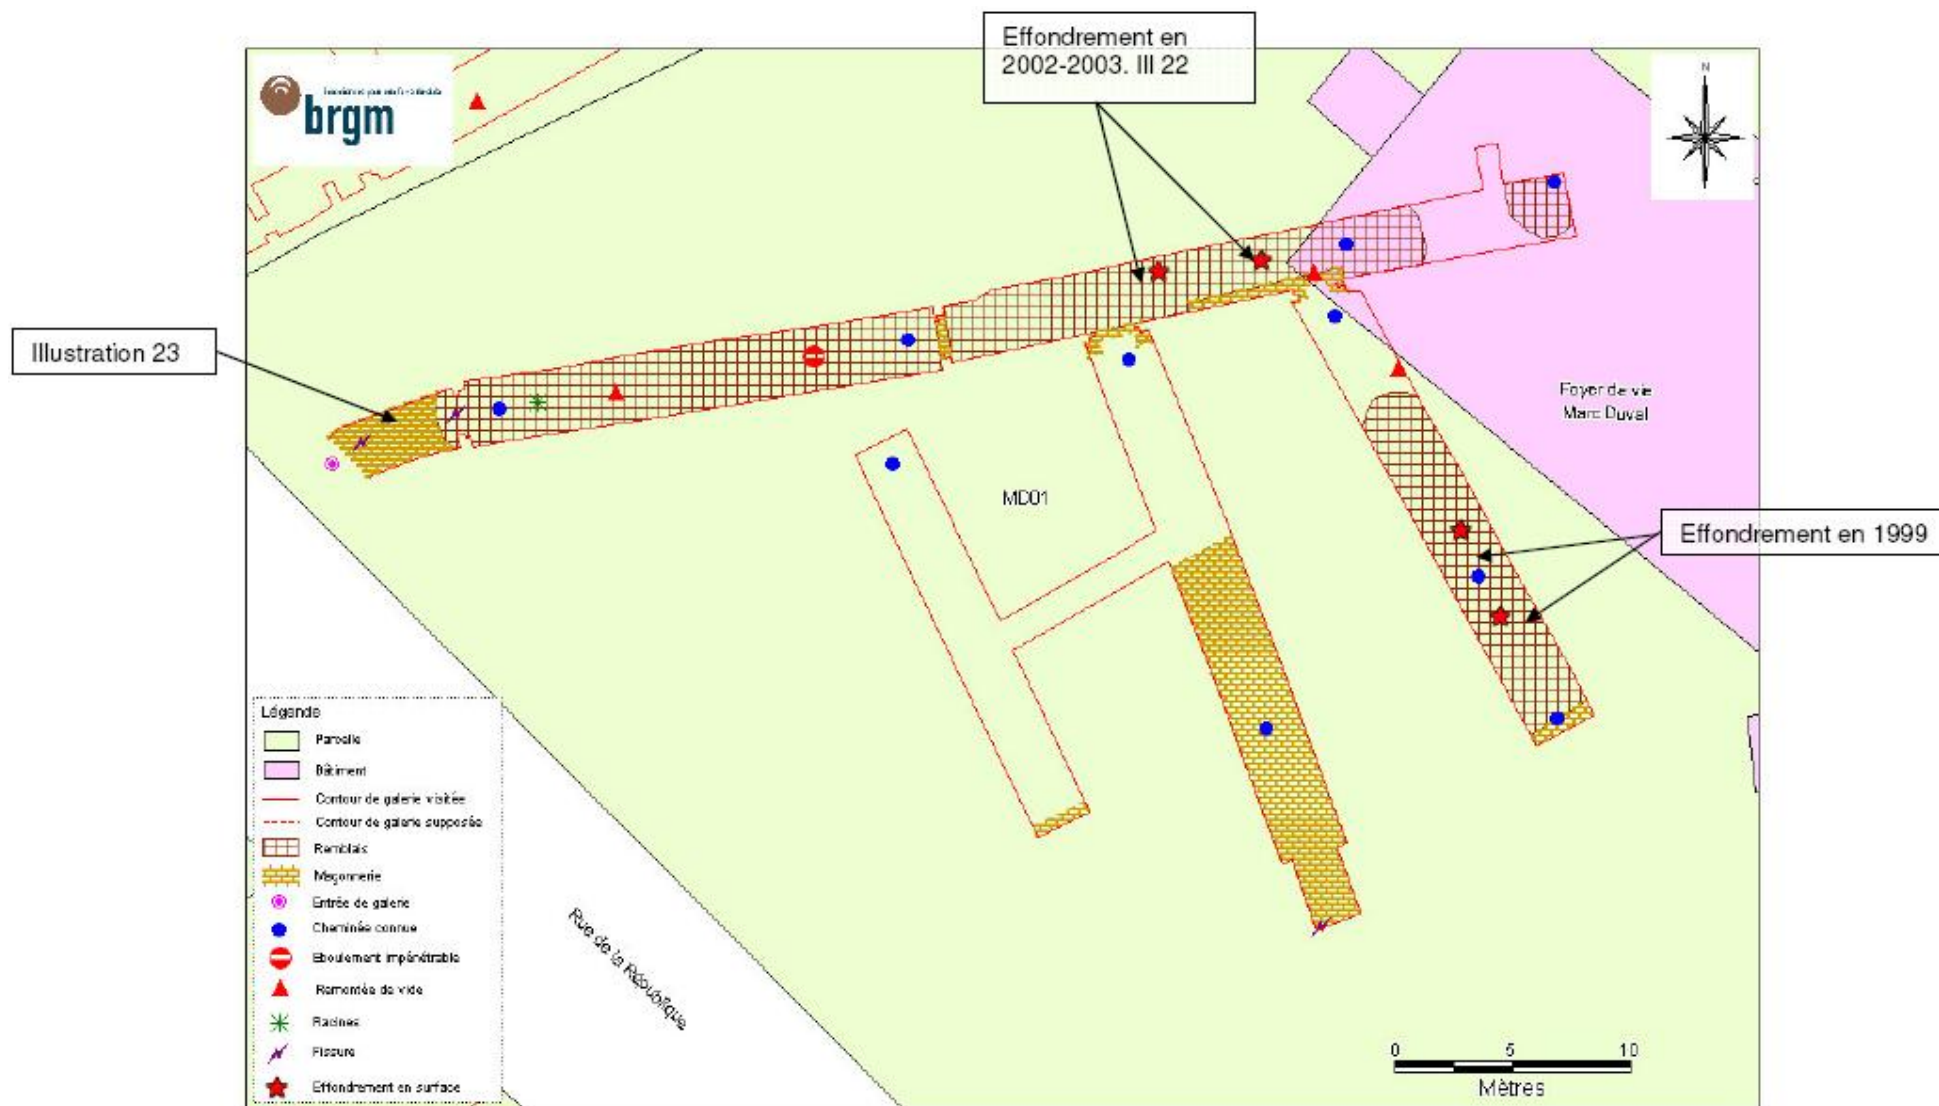 Effondrement en
2002-2003. III 22
brgm
N
Illustration 23
Foyer de vie
Marc Duval
MD01
Effondrement en 1999
Rue de la République
Légende
Parcelle
Bâtiment
Contour de galerie visitée
Contour de galerie supposée
Remblais
Maçonnerie
Entrée de galerie
Cheminée connue
Eboulement impénétrable
Remontée de vide
Racines
Fissure
Effondrement en surface
0 5 10
Mètres